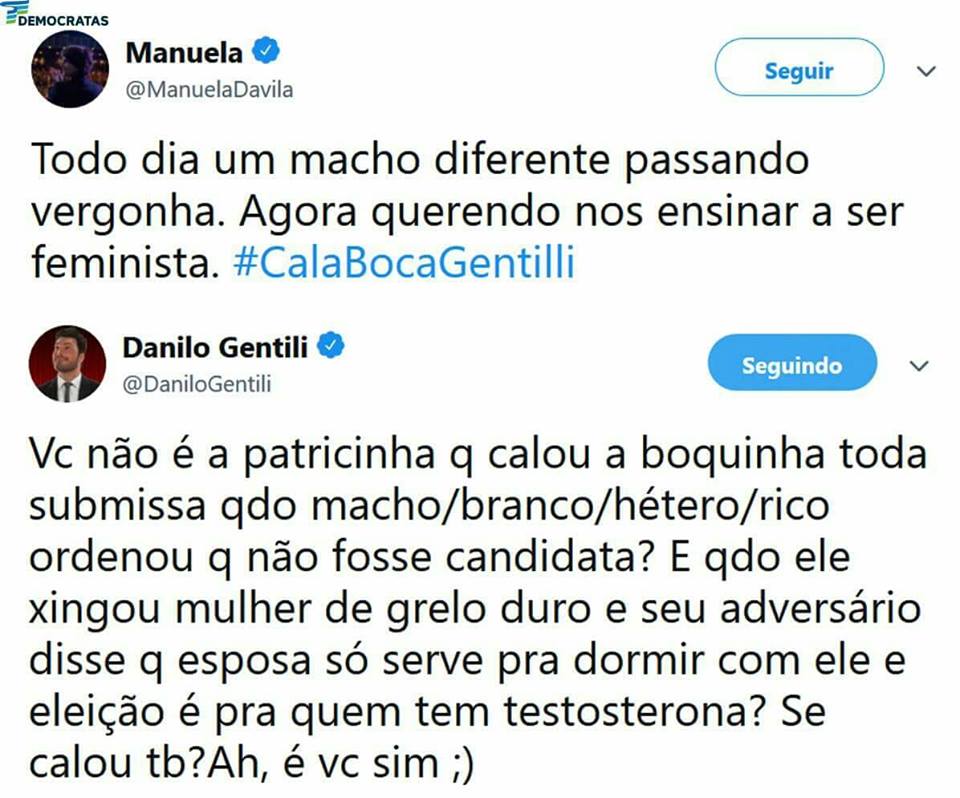 DEMOCRATAS
Manuela
@ManuelaDavila
Seguir
Todo dia um macho diferente passando
vergonha. Agora querendo nos ensinar a ser
feminista. #CalaBocaGentilli
Danilo Gentili
@DaniloGentili
Seguindo
Vc não é a patricinha q calou a boquinha toda
submissa qdo macho/branco/hétero/rico
ordenou q não fosse candidata? E qdo ele
xingou mulher de grelo duro e seu adversário
disse q esposa só serve pra dormir com ele e
eleição é pra quem tem testosterona? Se
calou tb?Ah, é vc sim ;)